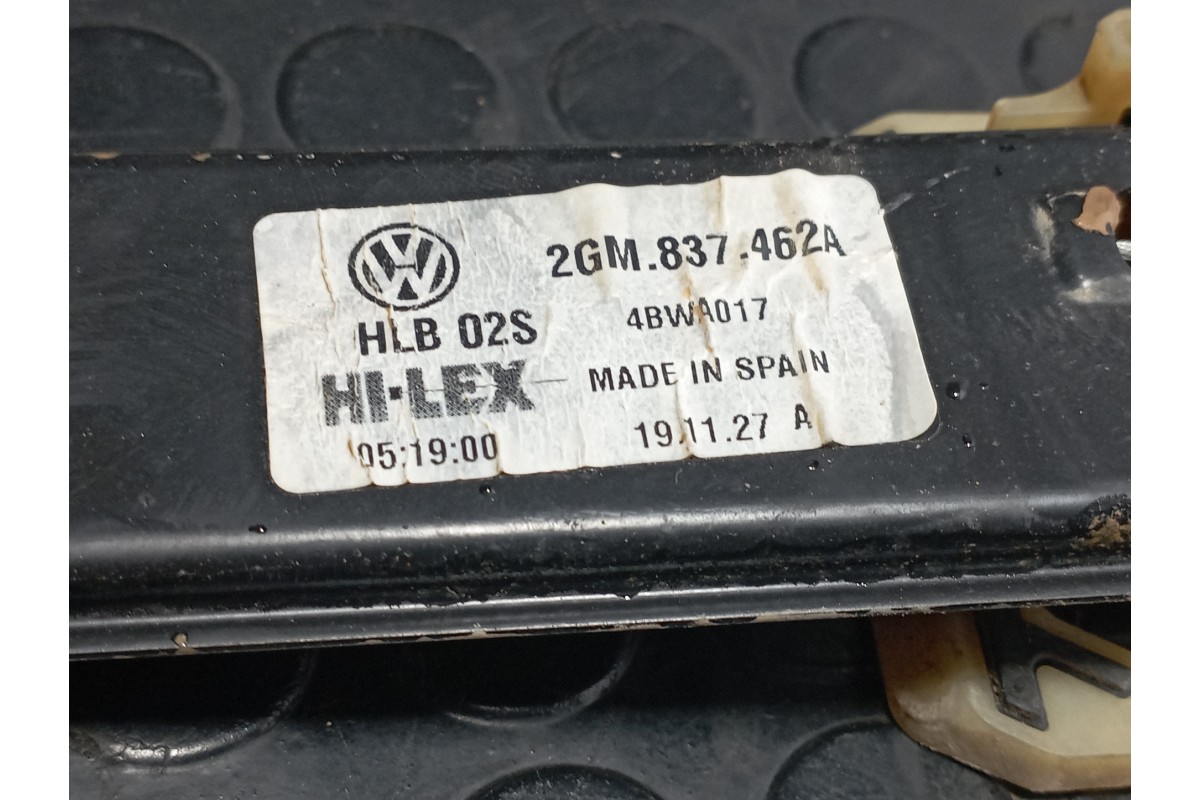 2GM.837.462A
HLB 02S
4BWA017
HI-LEX
MADE IN SPAIN
05:19:00
19.11.27 A